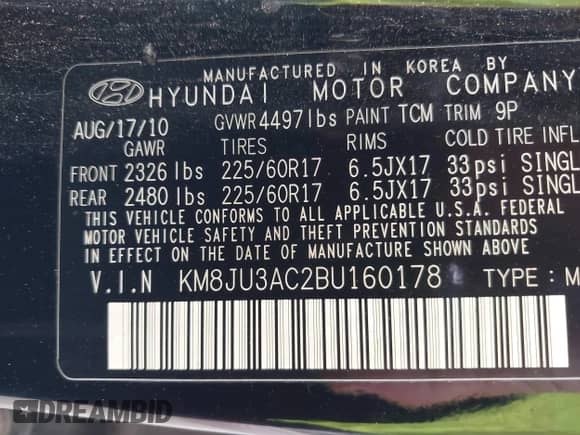 MANUFACTURED IN KOREA BY
HYUNDAI MOTOR COMPANY
AUG/17/10 GVWR 4497lbs PAINT TCM TRIM 9P
GAWR TIRES RIMS COLD TIRE INFL
FRONT 2326 lbs 225/60R17 6.5JX17 33psi SINGL
REAR 2480 lbs 225/60R17 6.5JX17 33psi SINGL
THIS VEHICLE CONFORMS TO ALL APPLICABLE U.S.A. FEDERAL
MOTOR VEHICLE SAFETY AND THEFT PREVENTION STANDARDS
IN EFFECT ON THE DATE OF MANUFACTURE SHOWN ABOVE.
V.I.N KM8JU3AC2BU160178 TYPE: M
DREAMBID